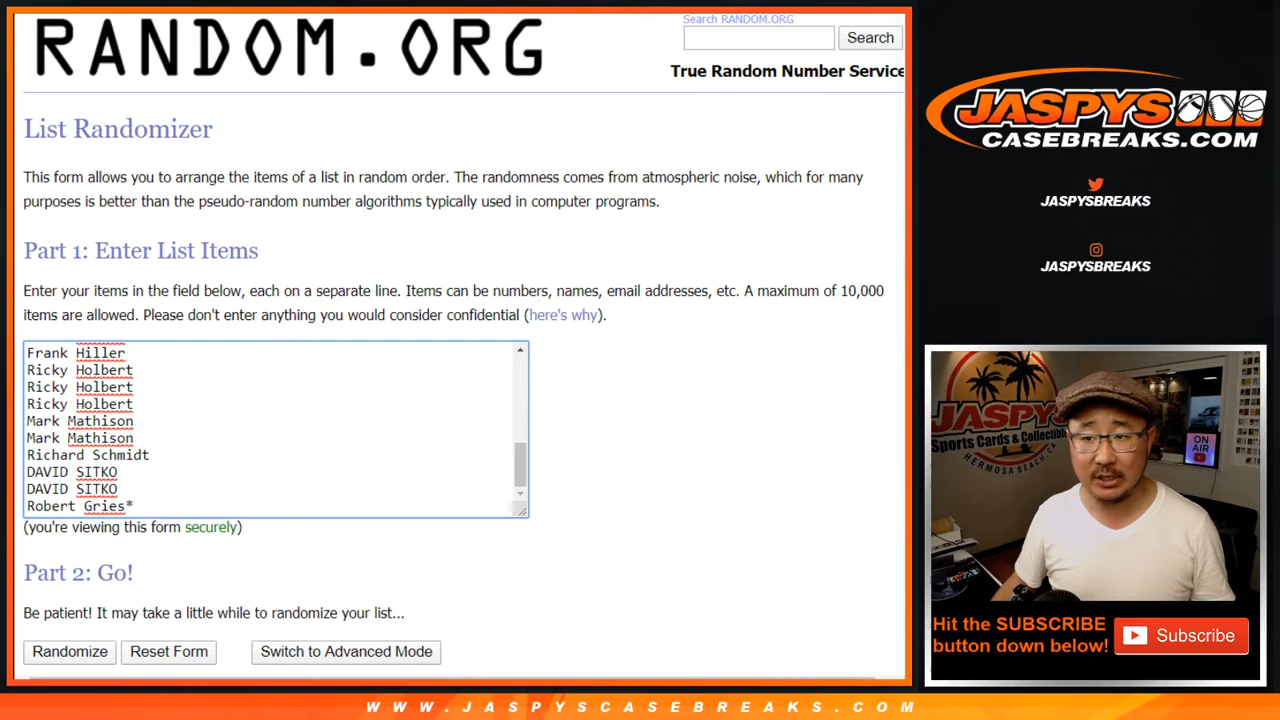 RANDOM.ORG
Search RANDOM.ORG
Search
True Random Number Service
List Randomizer
This form allows you to arrange the items of a list in random order. The randomness comes from atmospheric noise, which for many
purposes is better than the pseudo-random number algorithms typically used in computer programs.
Part 1: Enter List Items
Enter your items in the field below, each on a separate line. Items can be numbers, names, email addresses, etc. A maximum of 10,000
items are allowed. Please don't enter anything you would consider confidential (here's why).
Frank Hiller
Ricky Holbert
Ricky Holbert
Ricky Holbert
Mark Mathison
Mark Mathison
Richard Schmidt
DAVID SITKO
DAVID SITKO
Robert Gries*
(you're viewing this form securely)
Part 2: Go!
Be patient! It may take a little while to randomize your list...
Randomize
Reset Form
Switch to Advanced Mode
JASPYS
CASEBREAKS.COM
JASPYSBREAKS
JASPYSBREAKS
JASPYS
Sports Cards & Collectibles
HERMOSA BEACH, CA
ON
AIR
Hit the SUBSCRIBE
button down below!
Subscribe
WWW.JASPYSCASEBREAKS.COM